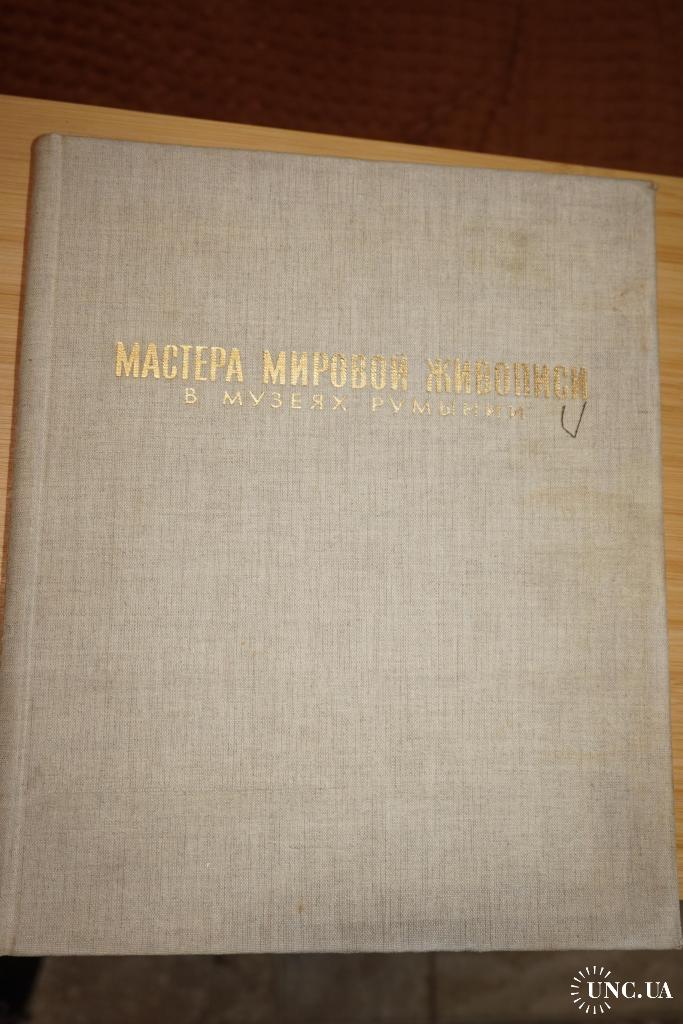 МАСТЕРА МИРОВОЙ ЖИВОПИСИ
В МУЗЕЯХ РУМЫНИИ
UNC.UA